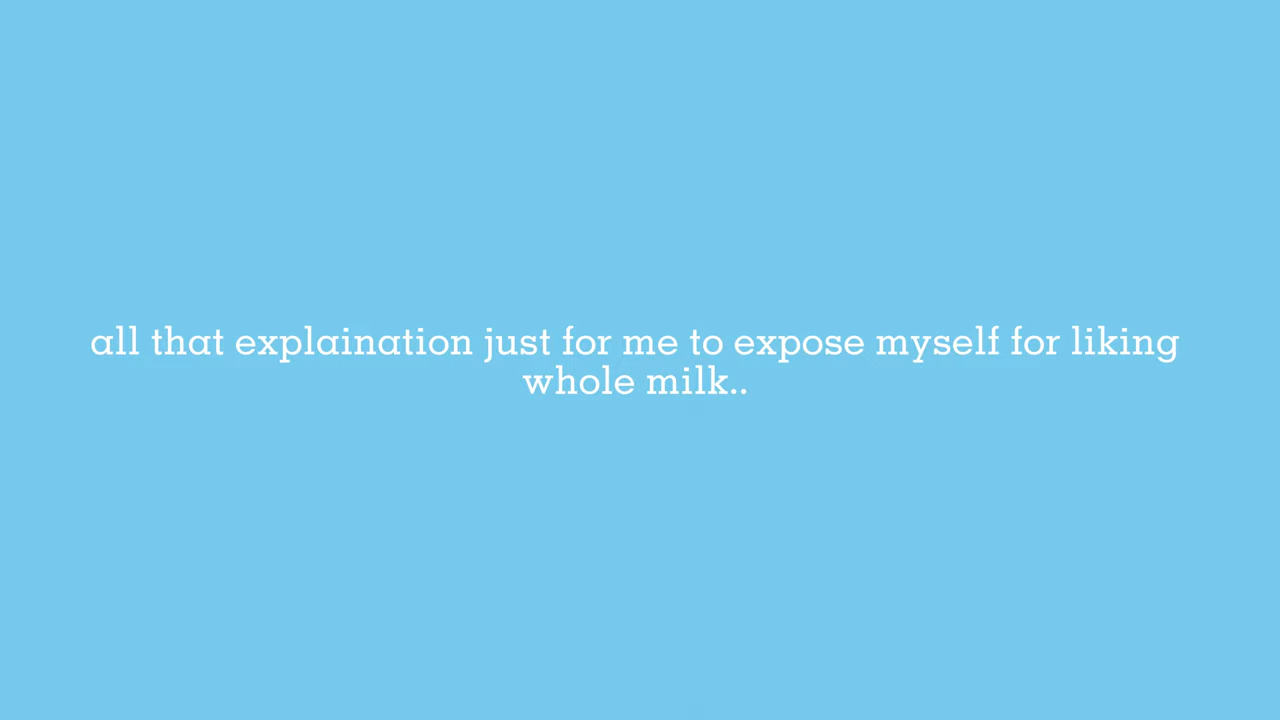 all that explaination just for me to expose myself for liking
whole milk..